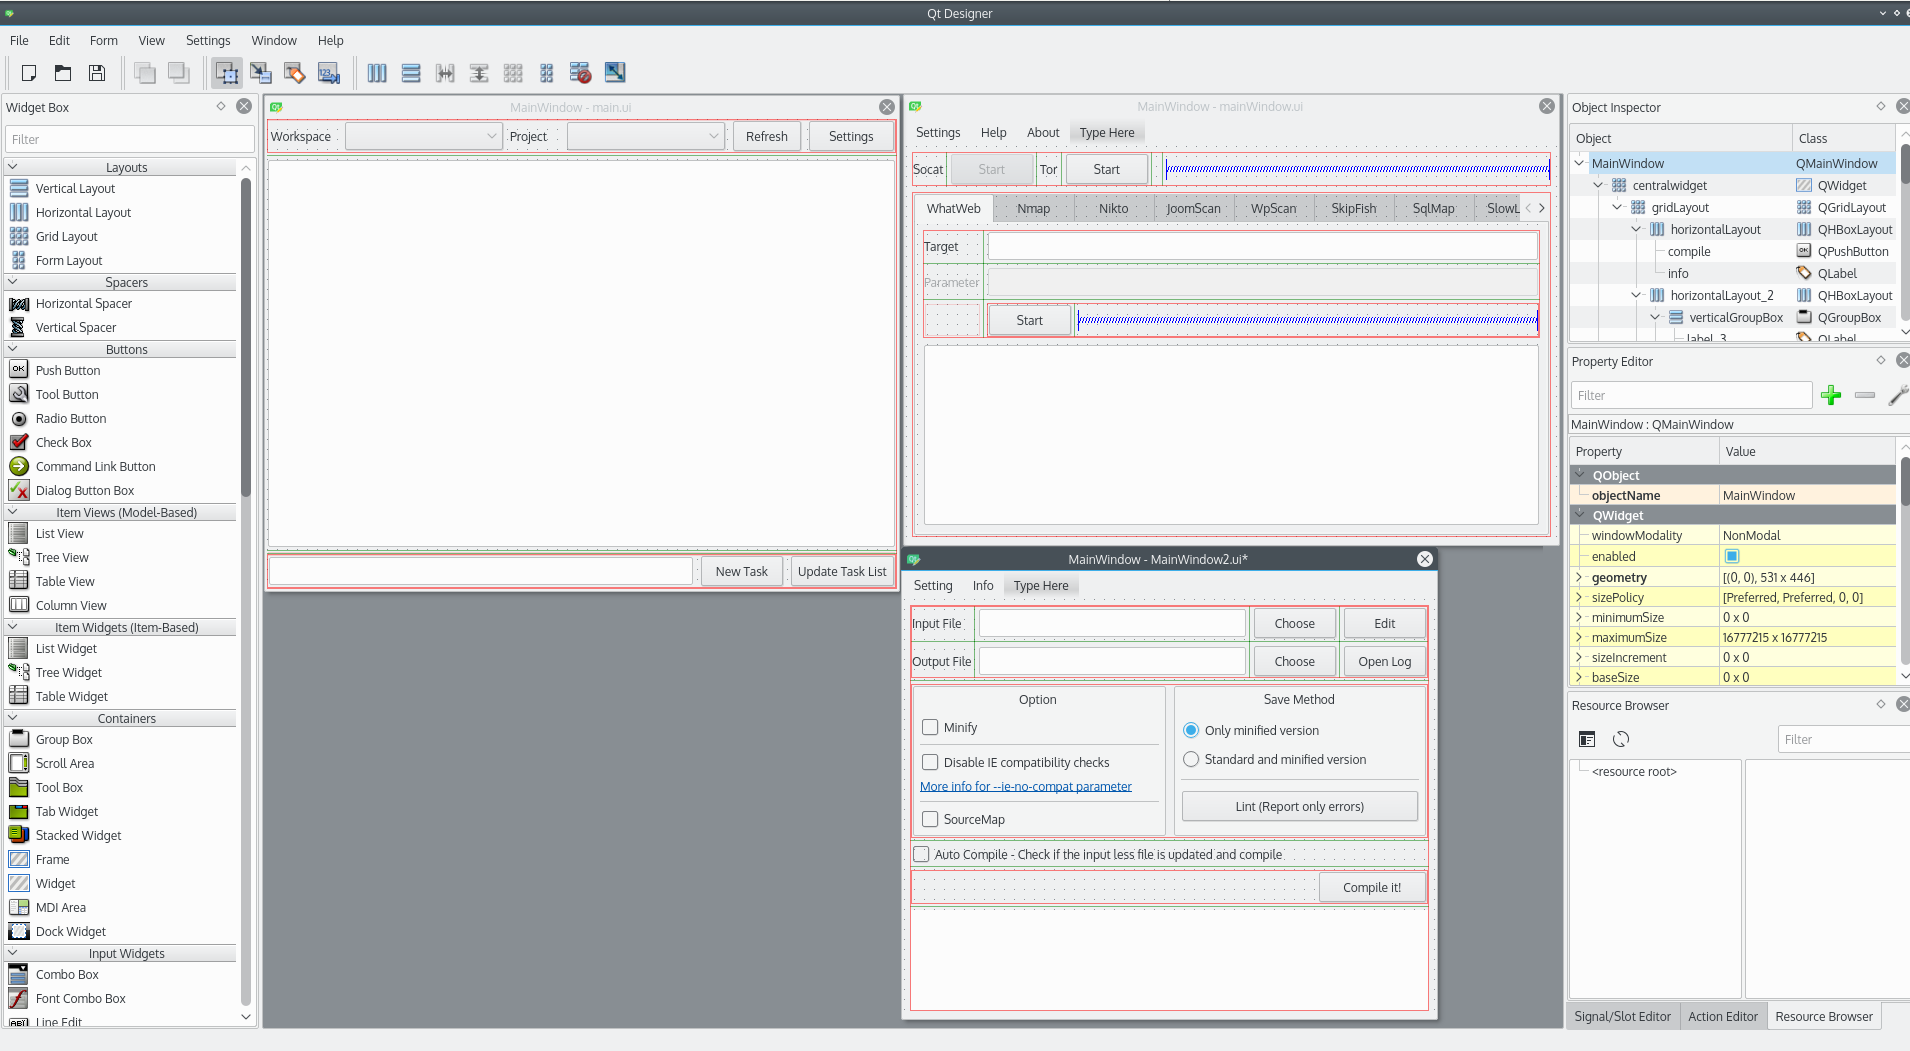 Qt Designer
File Edit Form View Settings Window Help
Widget Box
Filter
Layouts
Vertical Layout
Horizontal Layout
Grid Layout
Form Layout
Spacers
Horizontal Spacer
Vertical Spacer
Buttons
Push Button
Tool Button
Radio Button
Check Box
Command Link Button
Dialog Button Box
Item Views (Model-Based)
List View
Tree View
Table View
Column View
Item Widgets (Item-Based)
List Widget
Tree Widget
Table Widget
Containers
Group Box
Scroll Area
Tool Box
Tab Widget
Stacked Widget
Frame
Widget
MDI Area
Dock Widget
Input Widgets
Combo Box
Font Combo Box
Line Edit
MainWindow - main.ui
Workspace Project Refresh Settings
New Task Update Task List
MainWindow - mainWindow.ui
Settings Help About Type Here
Socat Start Tor Start
WhatWeb Nmap Nikto JoomScan WpScan SkipFish SqlMap SlowL
Target
Parameter
Start
MainWindow - MainWindow2.ui*
Setting Info Type Here
Input File Choose Edit
Output File Choose Open Log
Option
Minify
Disable IE compatibility checks
More info for --ie-no-compat parameter
SourceMap
Save Method
Only minified version
Standard and minified version
Lint (Report only errors)
Auto Compile - Check if the input less file is updated and compile
Compile it!
Object Inspector
Object Class
MainWindow QMainWindow
centralwidget QWidget
gridLayout QGridLayout
horizontalLayout QHBoxLayout
compile QPushButton
info QLabel
horizontalLayout_2 QHBoxLayout
verticalGroupBox QGroupBox
label_3 QLabel
Property Editor
Filter
MainWindow : QMainWindow
Property Value
QObject
objectName MainWindow
QWidget
windowModality NonModal
enabled
geometry [(0, 0), 531 x 446]
sizePolicy [Preferred, Preferred, 0, 0]
minimumSize 0 x 0
maximumSize 16777215 x 16777215
sizeIncrement 0 x 0
baseSize 0 x 0
Resource Browser
Filter
<resource root>
Signal/Slot Editor Action Editor Resource Browser